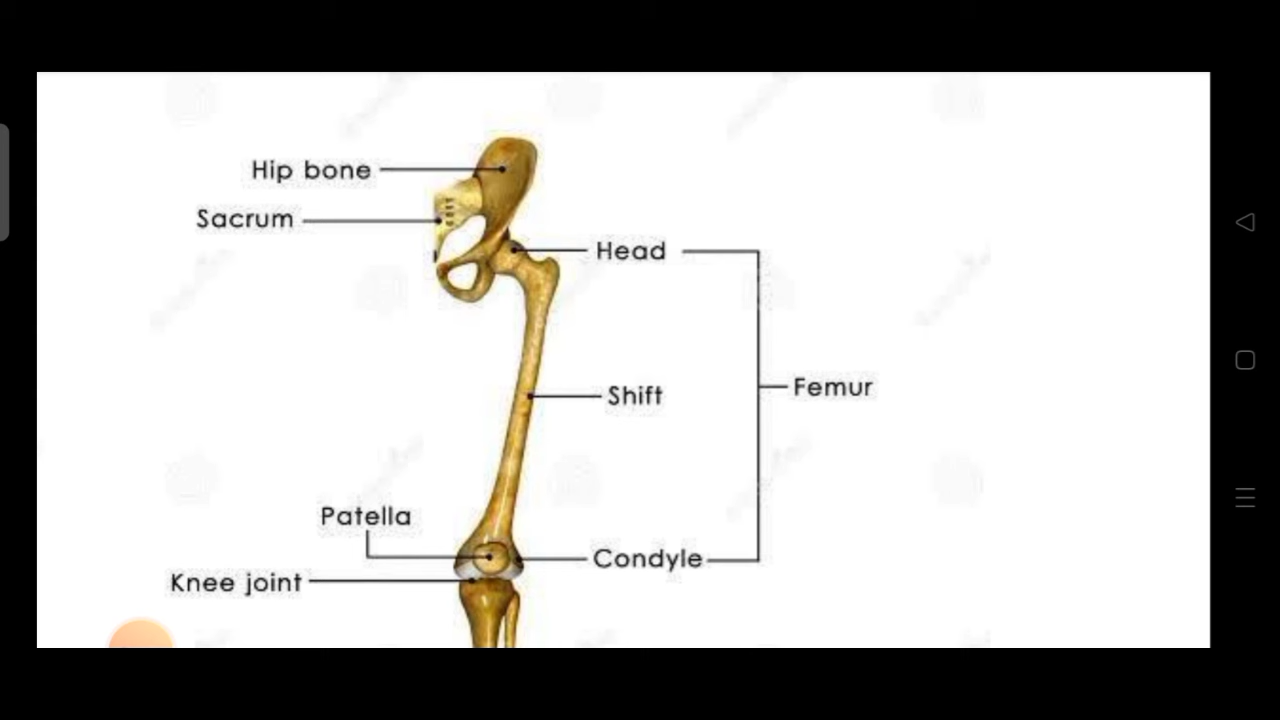 Hip bone
Sacrum
Head
Shift
Femur
Patella
Condyle
Knee joint